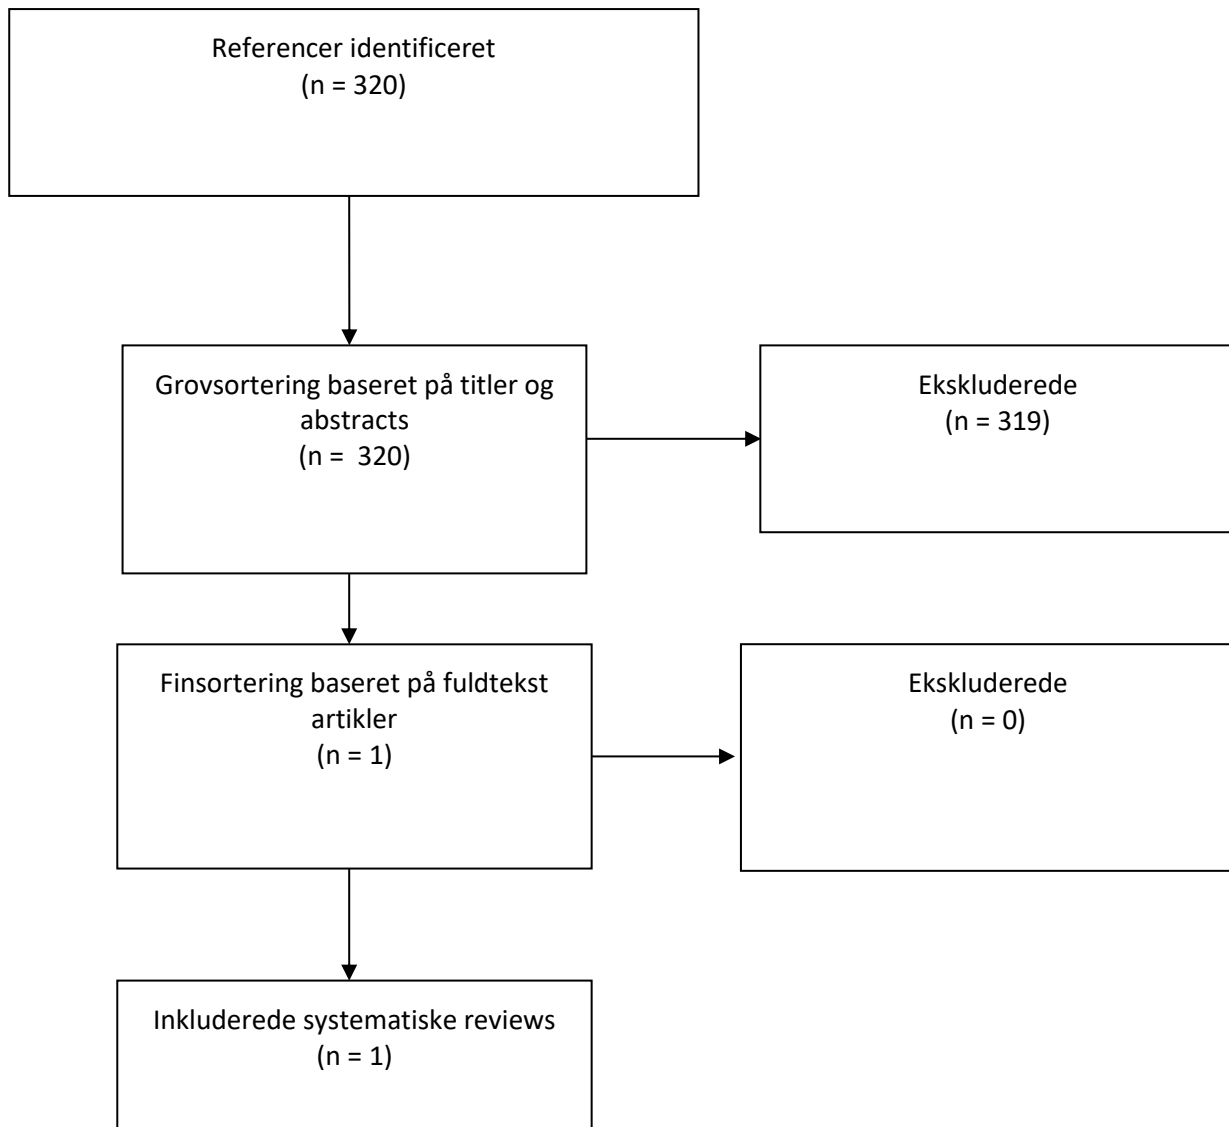 Referencer identificeret
(n = 320)
Grovsortering baseret på titler og
abstracts
(n =  320)
Ekskluderede
(n = 319)
Finsortering baseret på fuldtekst
artikler
(n = 1)
Ekskluderede
(n = 0)
Inkluderede systematiske reviews
(n = 1)